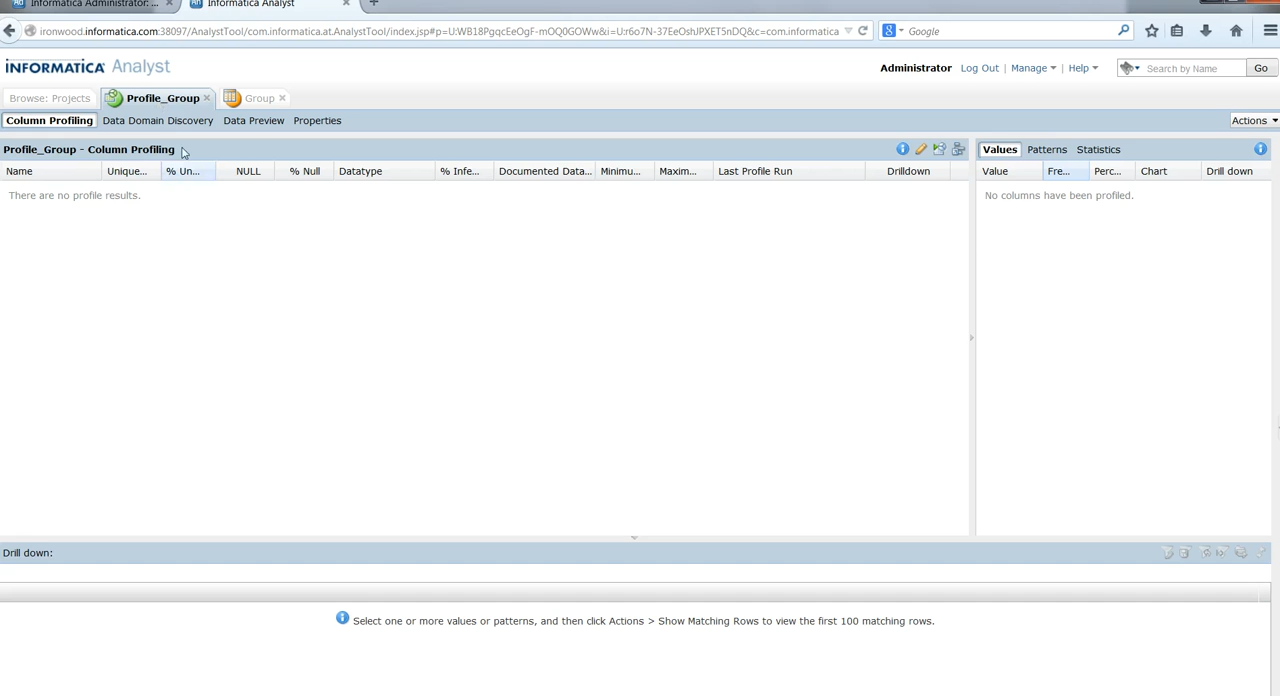 Informatica Administrator: ...
Informatica Analyst
ironwood.informatica.com:38097/AnalystTool/com.informatica.at.AnalystTool/index.jsp#p=U:WB18PgqcEeOgF-mOQ0GOWw&i=U:r6o7N-37EeOshJPXET5nDQ&c=com.informatica
Google
INFORMATICA Analyst
Administrator Log Out | Manage | Help
Search by Name
Go
Browse: Projects
Profile_Group
Group
Column Profiling Data Domain Discovery Data Preview Properties
Actions
Profile_Group - Column Profiling
Values Patterns Statistics
Name Unique... % Un... NULL % Null Datatype % Infe... Documented Data... Minimu... Maxim... Last Profile Run Drilldown
Value Fre... Perc... Chart Drill down
There are no profile results.
No columns have been profiled.
Drill down:
Select one or more values or patterns, and then click Actions > Show Matching Rows to view the first 100 matching rows.